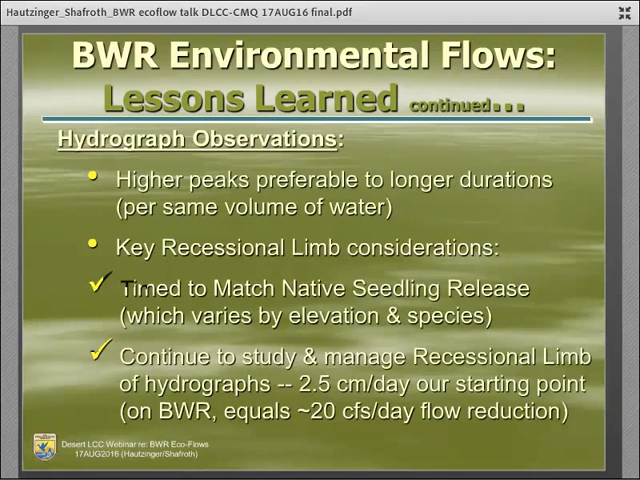 Hautzinger_Shafroth_BWR ecoflow talk DLCC-CMQ 17AUG16 final.pdf
BWR Environmental Flows:
Lessons Learned continued...
Hydrograph Observations:
• Higher peaks preferable to longer durations
(per same volume of water)
• Key Recessional Limb considerations:
✓ Timed to Match Native Seedling Release
(which varies by elevation & species)
✓ Continue to study & manage Recessional Limb
of hydrographs -- 2.5 cm/day our starting point
(on BWR, equals ~20 cfs/day flow reduction)
Desert LCC Webinar re: BWR Eco-Flows
17AUG2016 (Hautzinger/Shafroth)